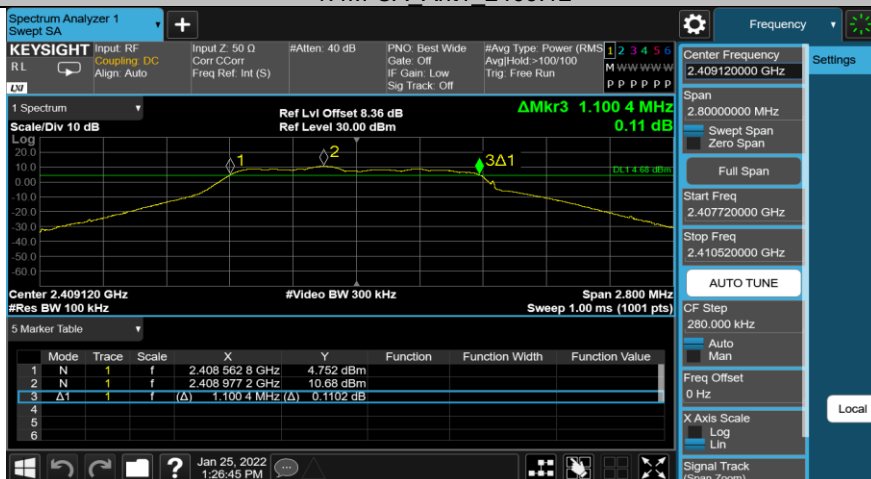 Spectrum Analyzer 1
Swept SA
+
Frequency
KEYSIGHT
RL
LXI
Input: RF
Coupling: DC
Align: Auto
Input Z: 50 Ω
Corr CCorr
Freq Ref: Int (S)
#Atten: 40 dB
PNO: Best Wide
Gate: Off
IF Gain: Low
Sig Track: Off
#Avg Type: Power (RMS
Avg|Hold:>100/100
Trig: Free Run
1 2 3 4 5 6
M W W W W W
P P P P P P
1 Spectrum
Scale/Div 10 dB
Log
Ref Lvl Offset 8.36 dB
Ref Level 30.00 dBm
ΔMkr3 1.100 4 MHz
0.11 dB
20.0
10.0
0.00
-10.0
-20.0
-30.0
-40.0
-50.0
-60.0
1
2
3Δ1
DL1 4.68 dBm
Center 2.409120 GHz
#Res BW 100 kHz
#Video BW 300 kHz
Span 2.800 MHz
Sweep 1.00 ms (1001 pts)
5 Marker Table
Mode Trace Scale X Y Function Function Width Function Value
1 N 1 f 2.408 562 8 GHz 4.752 dBm
2 N 1 f 2.408 977 2 GHz 10.68 dBm
3 Δ1 1 f (Δ) 1.100 4 MHz (Δ) 0.1102 dB
4
5
6
?
Jan 25, 2022
1:26:45 PM
Center Frequency
2.409120000 GHz
Span
2.80000000 MHz
Swept Span
Zero Span
Full Span
Start Freq
2.407720000 GHz
Stop Freq
2.410520000 GHz
AUTO TUNE
CF Step
280.000 kHz
Auto
Man
Freq Offset
0 Hz
X Axis Scale
Log
Lin
Signal Track
(Span Zoom)
Settings
Local